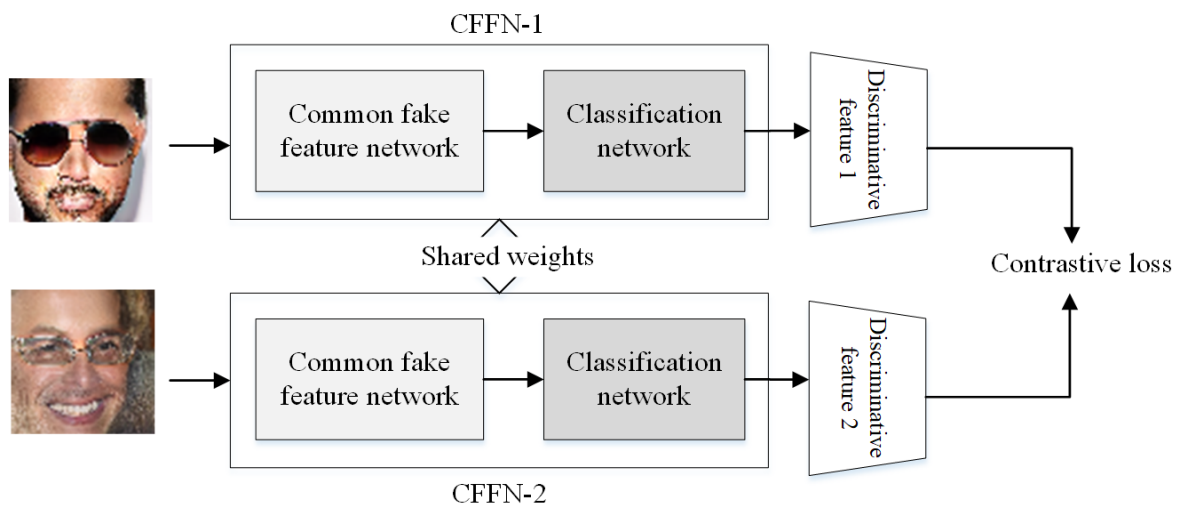 CFFN-1
Common fake
feature network
Classification
network
Discriminative
feature 1
Shared weights
Contrastive loss
Common fake
feature network
Classification
network
Discriminative
feature 2
CFFN-2